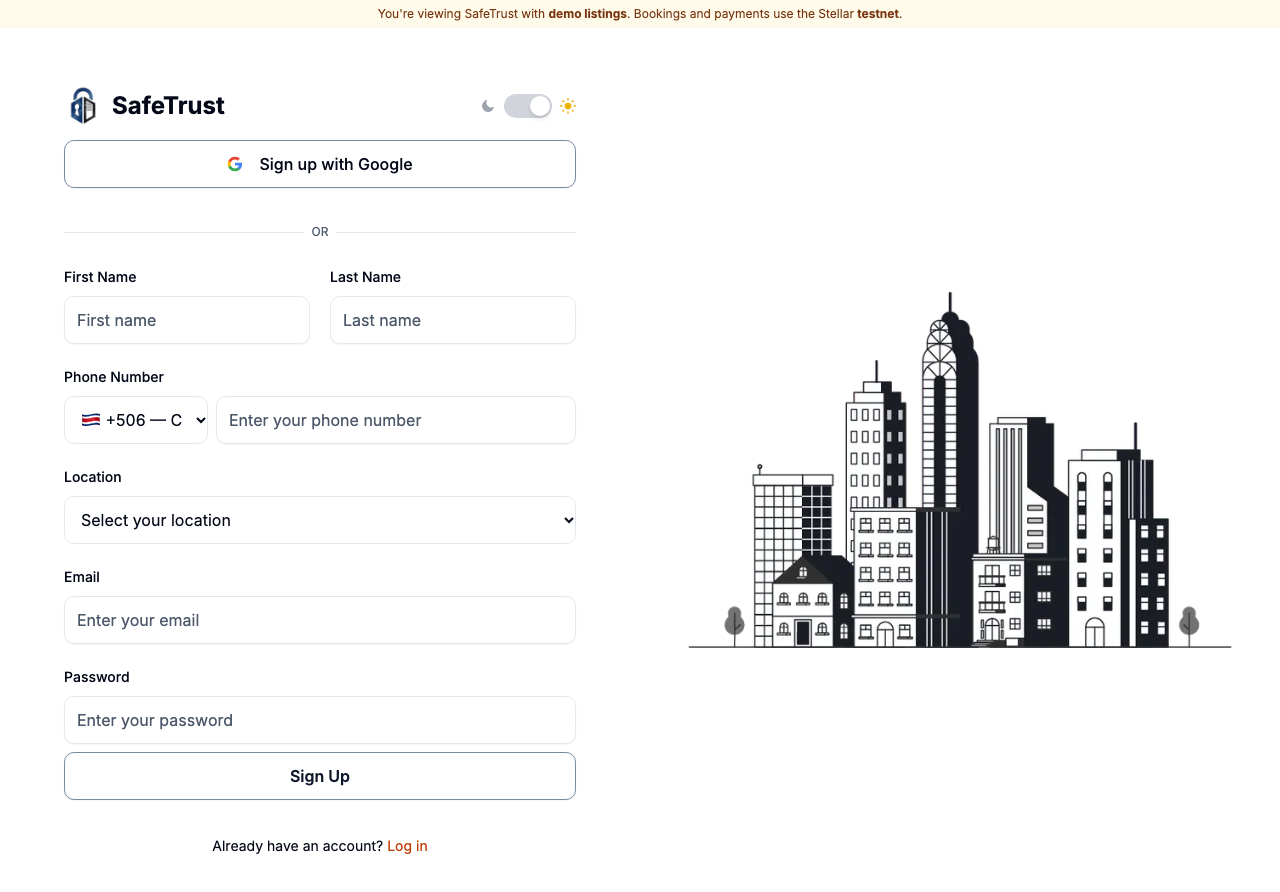 You're viewing SafeTrust with demo listings. Bookings and payments use the Stellar testnet.
SafeTrust
Sign up with Google
OR
First Name
Last Name
First name
Last name
Phone Number
🇨🇷 +506 — C
Enter your phone number
Location
Select your location
Email
Enter your email
Password
Enter your password
Sign Up
Already have an account? Log in